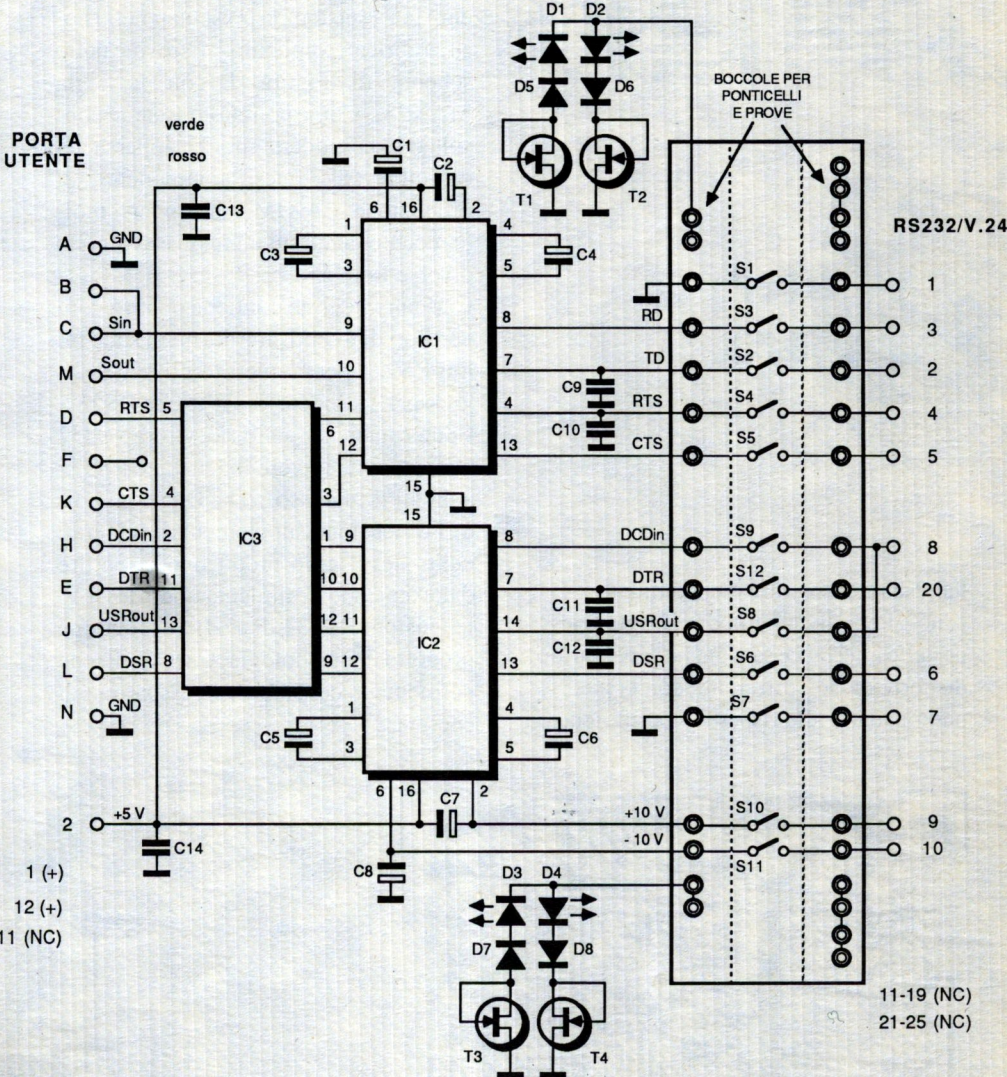 D1 D2
D5 D6
T1 T2
BOCCOLE PER
PONTICELLI
E PROVE
PORTA
UTENTE
verde
rosso
RS232/V.24
C1
C2
C13
6 16 2
A GND
B
C Sin
M Sout
D RTS 5
F
K CTS 4
H DCDin 2
E DTR 11
J USRout 13
L DSR 8
N GND
2 +5 V
C14
1 (+)
12 (+)
11 (NC)
C3
1
3
9
10
11
12
IC1
4
5
C4
8
7
4
13
6
3
IC3
1 9
10 10
12 11
9 12
15
15
IC2
8
7
14
13
1
3
C5
4
5
C6
6 16 2
C7
C8
RD
TD
C9
RTS
C10
CTS
DCDin
DTR
C11
USRout
C12
DSR
+10 V
- 10 V
S1 1
S3 3
S2 2
S4 4
S5 5
S9 8
S12 20
S8
S6 6
S7 7
S10 9
S11 10
D3 D4
D7 D8
T3 T4
11-19 (NC)
21-25 (NC)